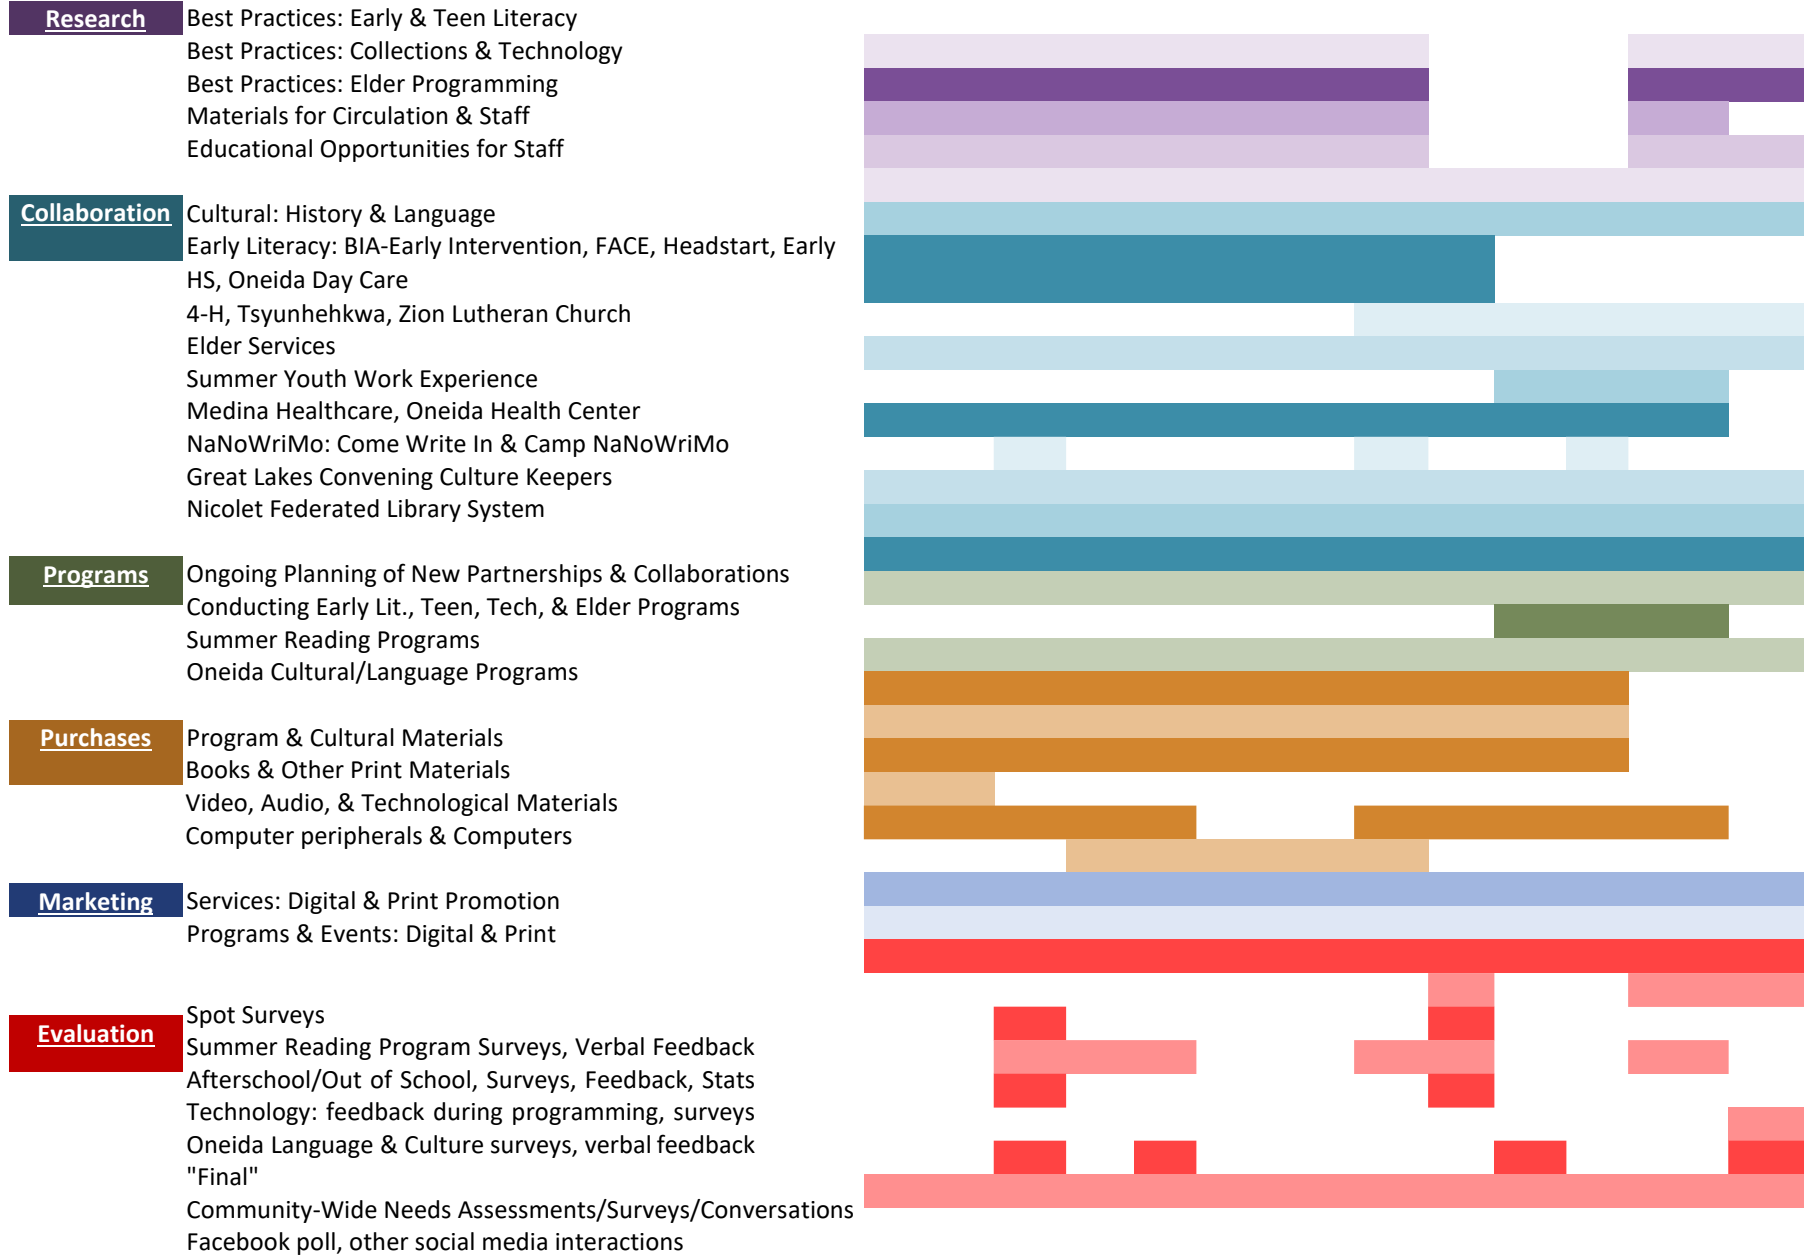 Research
Best Practices: Early & Teen Literacy
Best Practices: Collections & Technology
Best Practices: Elder Programming
Materials for Circulation & Staff
Educational Opportunities for Staff
Collaboration
Cultural: History & Language
Early Literacy: BIA-Early Intervention, FACE, Headstart, Early
HS, Oneida Day Care
4-H, Tsyunhehkwa, Zion Lutheran Church
Elder Services
Summer Youth Work Experience
Medina Healthcare, Oneida Health Center
NaNoWriMo: Come Write In & Camp NaNoWriMo
Great Lakes Convening Culture Keepers
Nicolet Federated Library System
Programs
Ongoing Planning of New Partnerships & Collaborations
Conducting Early Lit., Teen, Tech, & Elder Programs
Summer Reading Programs
Oneida Cultural/Language Programs
Purchases
Program & Cultural Materials
Books & Other Print Materials
Video, Audio, & Technological Materials
Computer peripherals & Computers
Marketing
Services: Digital & Print Promotion
Programs & Events: Digital & Print
Evaluation
Spot Surveys
Summer Reading Program Surveys, Verbal Feedback
Afterschool/Out of School, Surveys, Feedback, Stats
Technology: feedback during programming, surveys
Oneida Language & Culture surveys, verbal feedback
"Final"
Community-Wide Needs Assessments/Surveys/Conversations
Facebook poll, other social media interactions